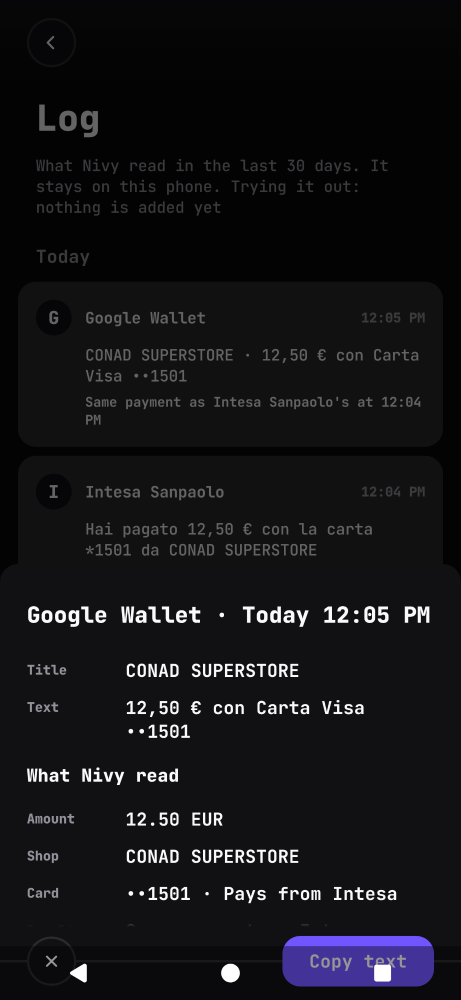 Log
What Nivy read in the last 30 days. It
stays on this phone. Trying it out:
nothing is added yet
Today
G
Google Wallet
12:05 PM
CONAD SUPERSTORE · 12,50 € con Carta
Visa ••1501
Same payment as Intesa Sanpaolo's at 12:04
PM
I
Intesa Sanpaolo
12:04 PM
Hai pagato 12,50 € con la carta
*1501 da CONAD SUPERSTORE
Google Wallet · Today 12:05 PM
Title
CONAD SUPERSTORE
Text
12,50 € con Carta Visa
••1501
What Nivy read
Amount
12.50 EUR
Shop
CONAD SUPERSTORE
Card
••1501 · Pays from Intesa
Copy text